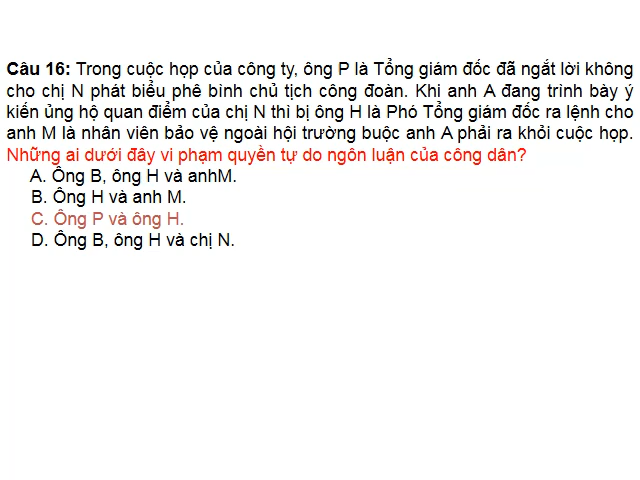 Câu 16: Trong cuộc họp của công ty, ông P là Tổng giám đốc đã ngắt lời không
cho chị N phát biểu phê bình chủ tịch công đoàn. Khi anh A đang trình bày ý
kiến ủng hộ quan điểm của chị N thì bị ông H là Phó Tổng giám đốc ra lệnh cho
anh M là nhân viên bảo vệ ngoài hội trường buộc anh A phải ra khỏi cuộc họp.
Những ai dưới đây vi phạm quyền tự do ngôn luận của công dân?
A. Ông B, ông H và anhM.
B. Ông H và anh M.
C. Ông P và ông H.
D. Ông B, ông H và chị N.